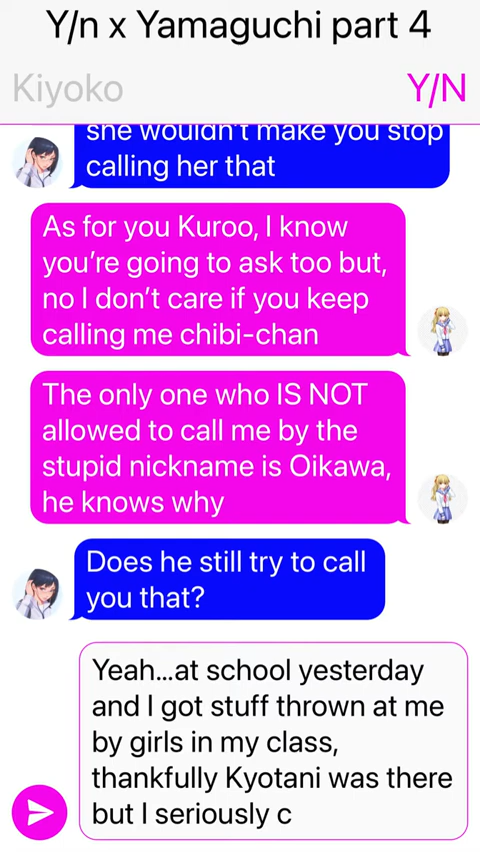 Y/n x Yamaguchi part 4
Kiyoko
Y/N
she wouldn't make you stop
calling her that
As for you Kuroo, I know
you're going to ask too but,
no I don't care if you keep
calling me chibi-chan
The only one who IS NOT
allowed to call me by the
stupid nickname is Oikawa,
he knows why
Does he still try to call
you that?
Yeah...at school yesterday
and I got stuff thrown at me
by girls in my class,
thankfully Kyotani was there
but I seriously c